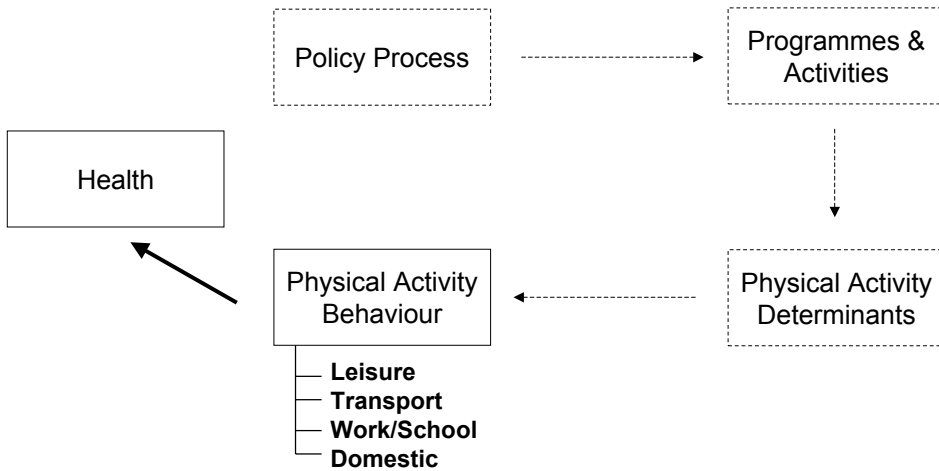 Policy Process
Programmes &
Activities
Health
Physical Activity
Behaviour
Physical Activity
Determinants
Leisure
Transport
Work/School
Domestic